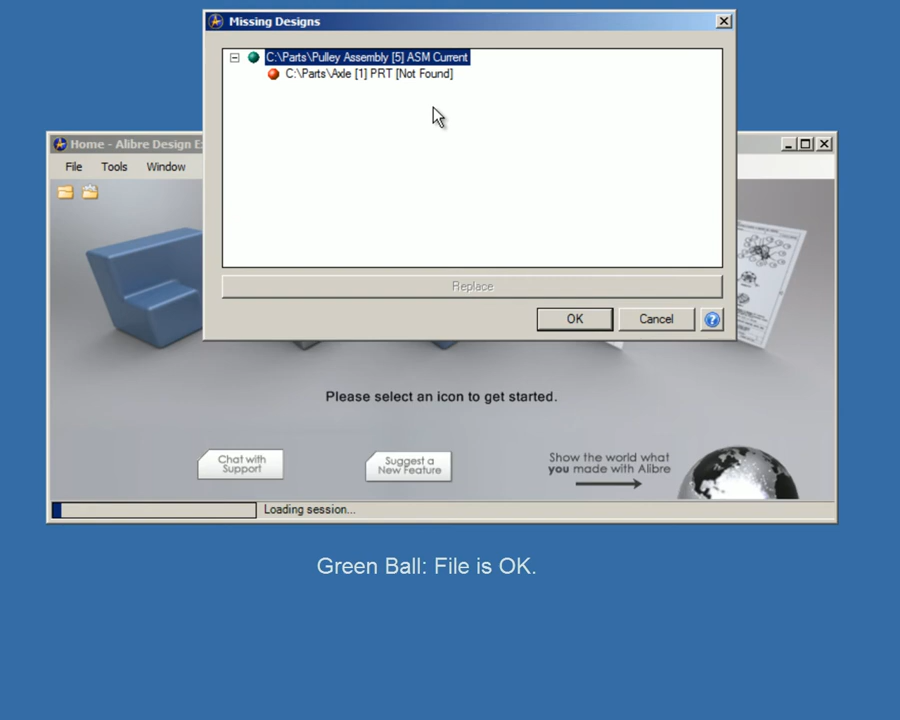 Missing Designs
C:\Parts\Pulley Assembly [5] ASM Current
C:\Parts\Axle [1] PRT [Not Found]
Replace
OK
Cancel
Home - Alibre Design
File
Tools
Window
Please select an icon to get started.
Chat with
Support
Suggest a
New Feature
Show the world what
you made with Alibre
Loading session...
Green Ball: File is OK.